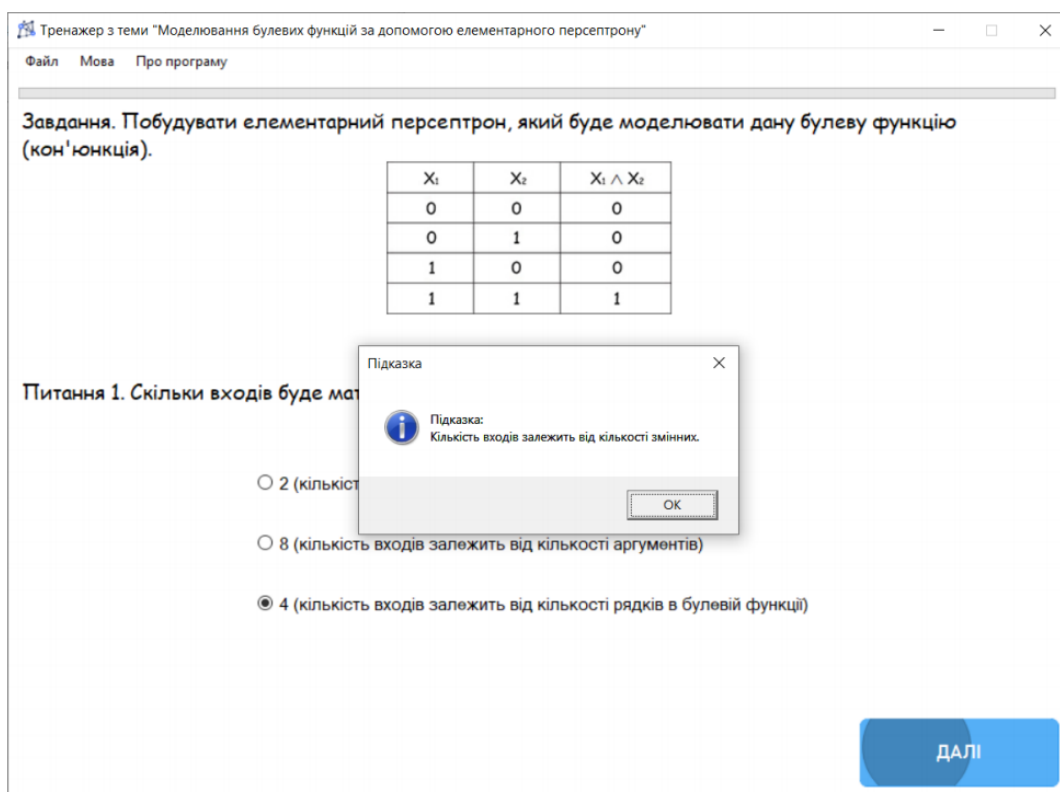 Тренажер з теми "Моделювання булевих функцій за допомогою елементарного персептрону"
Файл Мова Про програму
Завдання. Побудувати елементарний персептрон, який буде моделювати дану булеву функцію
(кон'юнкція).
X₁ X₂ X₁ ∧ X₂
0 0 0
0 1 0
1 0 0
1 1 1
Питання 1. Скільки входів буде
Підказка
Підказка:
Кількість входів залежить від кількості змінних.
ОК
2 (кількіст
8 (кількість входів залежить від кількості аргументів)
4 (кількість входів залежить від кількості рядків в булевій функції)
ДАЛІ